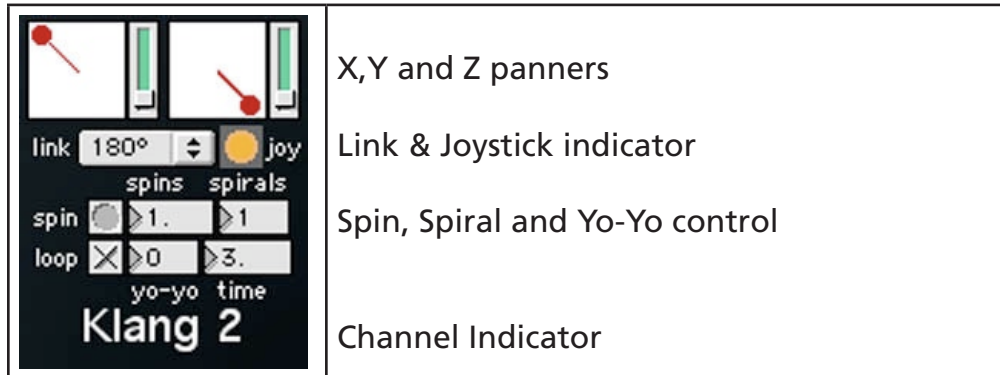 X,Y and Z panners
link 180° joy
Link & Joystick indicator
spins spirals
spin 1. 1
Spin, Spiral and Yo-Yo control
loop 0 3.
yo-yo time
Klang 2
Channel Indicator